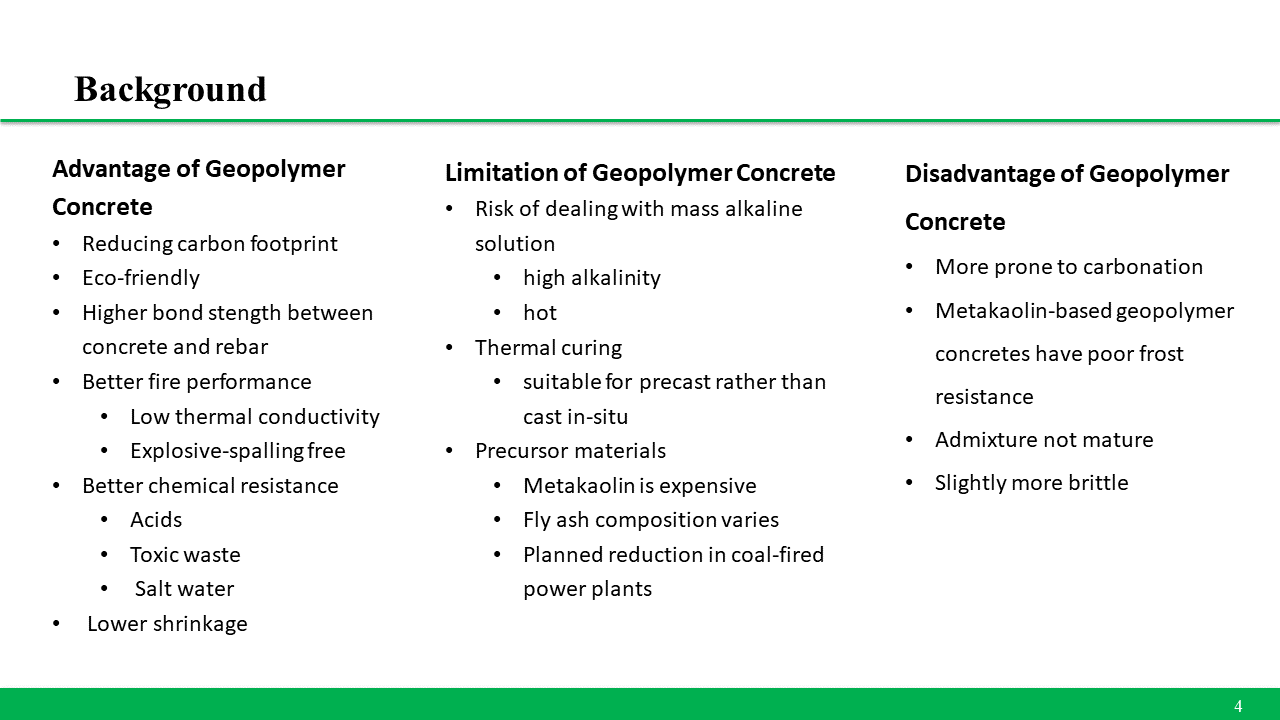 Background
Advantage of Geopolymer
Concrete
• Reducing carbon footprint
• Eco-friendly
• Higher bond stength between
concrete and rebar
• Better fire performance
• Low thermal conductivity
• Explosive-spalling free
• Better chemical resistance
• Acids
• Toxic waste
• Salt water
• Lower shrinkage
Limitation of Geopolymer Concrete
• Risk of dealing with mass alkaline
solution
• high alkalinity
• hot
• Thermal curing
• suitable for precast rather than
cast in-situ
• Precursor materials
• Metakaolin is expensive
• Fly ash composition varies
• Planned reduction in coal-fired
power plants
Disadvantage of Geopolymer
Concrete
• More prone to carbonation
• Metakaolin-based geopolymer
concretes have poor frost
resistance
• Admixture not mature
• Slightly more brittle
4